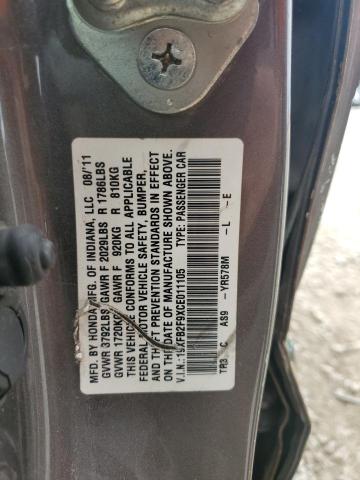 MFD. BY HONDA MFG. OF INDIANA, LLC 08/'11
GVWR 3792LBS GAWR F 2029LBS R 1786LBS
GVWR 1720KG GAWR F 920KG R 810KG
THIS VEHICLE CONFORMS TO ALL APPLICABLE
FEDERAL MOTOR VEHICLE SAFETY, BUMPER,
AND THEFT PREVENTION STANDARDS IN EFFECT
ON THE DATE OF MANUFACTURE SHOWN ABOVE.
V.I.N.: 19XFB2F9XCE011105 TYPE: PASSENGER CAR
TR3 C AS9 -YR578M -L -E